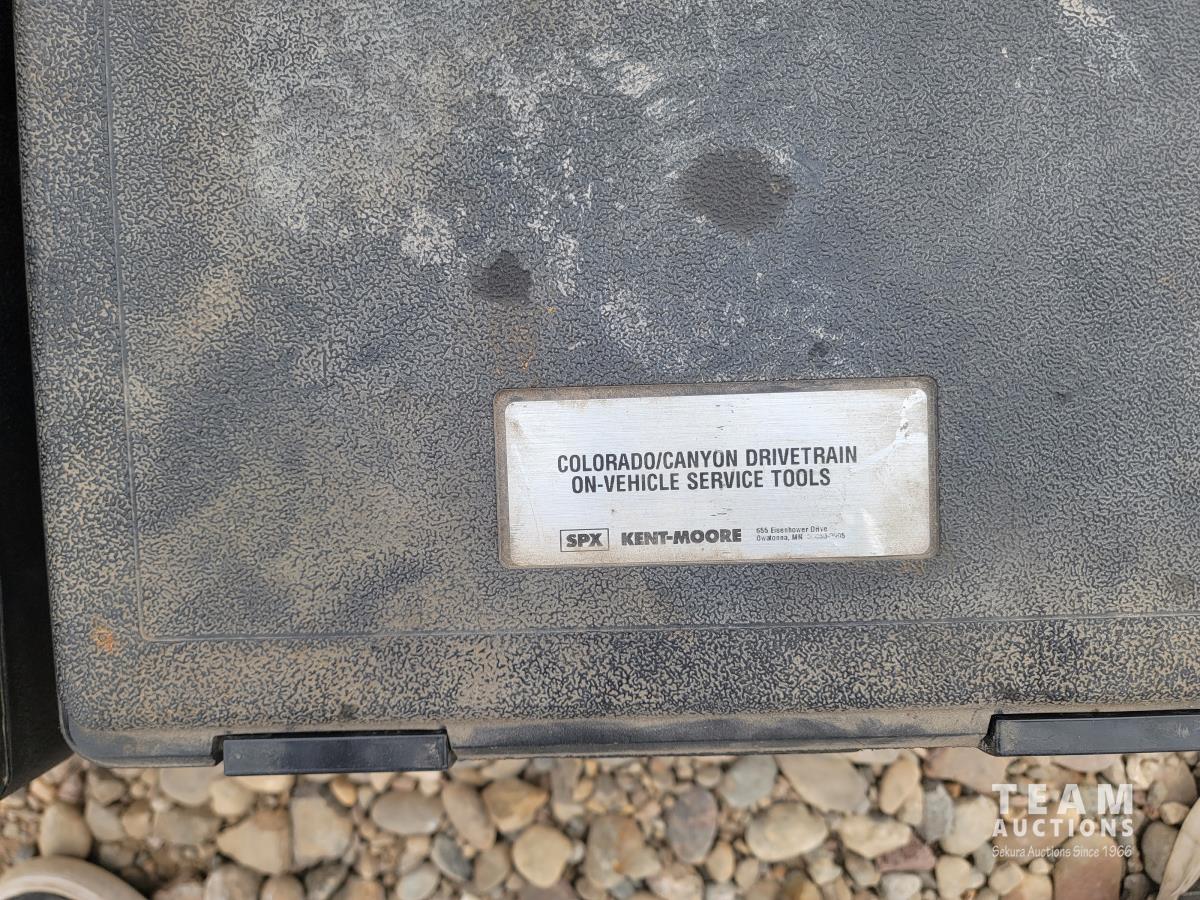 COLORADO/CANYON DRIVETRAIN
ON-VEHICLE SERVICE TOOLS
SPX KENT-MOORE
655 Eisenhower Drive
Owatonna, MN
TEAM
AUCTIONS
Sekura Auctions Since 1966